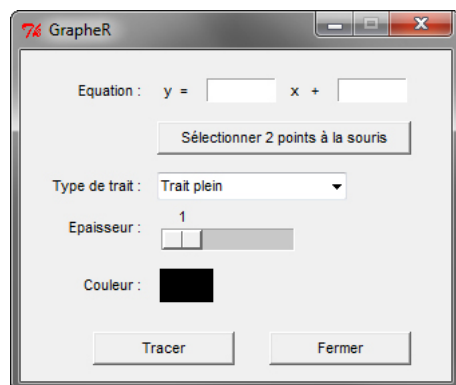 GrapheR
Equation : y = x +
Sélectionner 2 points à la souris
Type de trait : Trait plein
1
Epaisseur :
Couleur :
Tracer Fermer